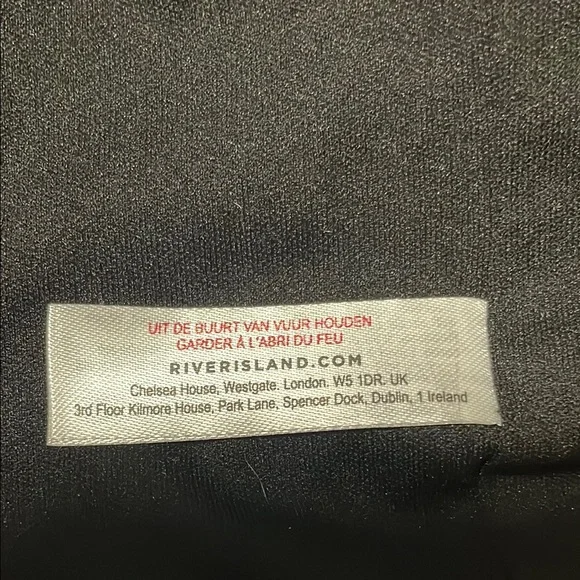 UIT DE BUURT VAN VUUR HOUDEN
GARDER À L'ABRI DU FEU
RIVERISLAND.COM
Chelsea House, Westgate. London. W5 1DR. UK
3rd Floor Kilmore House, Park Lane, Spencer Dock, Dublin, 1 Ireland